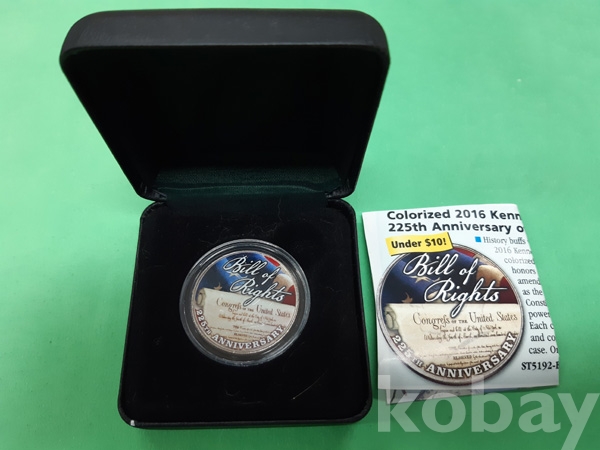 Bill of
Rights
Congress OF THE United States
225TH ANNIVERSARY
Colorized 2016 Kenn
225th Anniversary o
Under $10!
■ History buffs
2016 Kenn
colorized
honors
amend
as the
Const
power
Each c
and co
case. Or
ST5192-
Bill of
Rights
Congress OF THE United States
225TH ANNIVERSARY
kobay